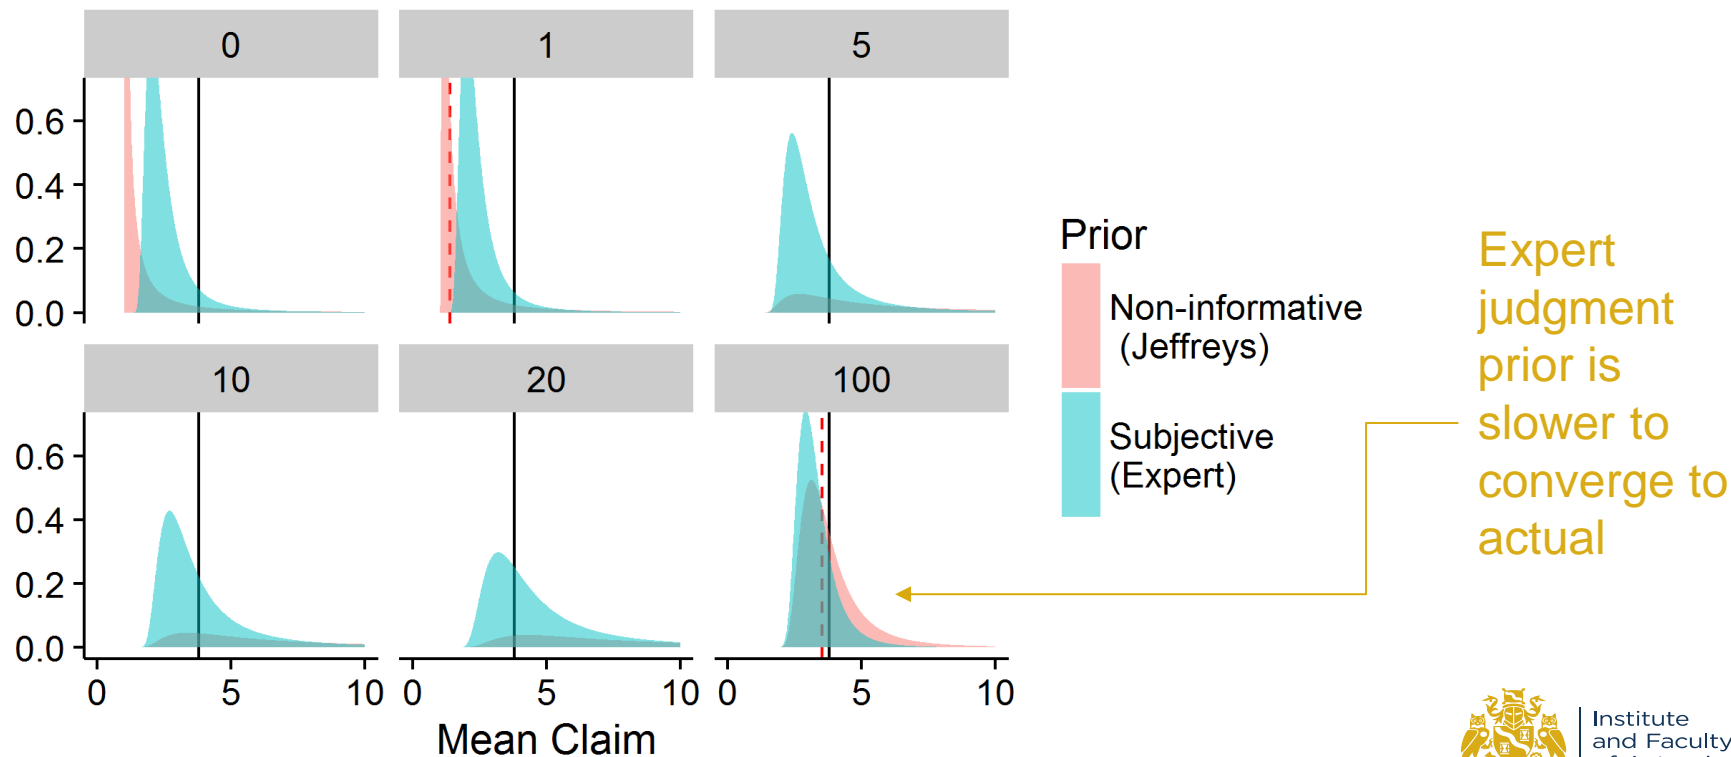 0
1
5
0.6
0.4
0.2
0.0
10
20
100
0.6
0.4
0.2
0.0
0 5 10 0 5 10 0 5 10
Mean Claim
Prior
Non-informative
(Jeffreys)
Subjective
(Expert)
Expert
judgment
prior is
slower to
converge to
actual
Institute
and Faculty